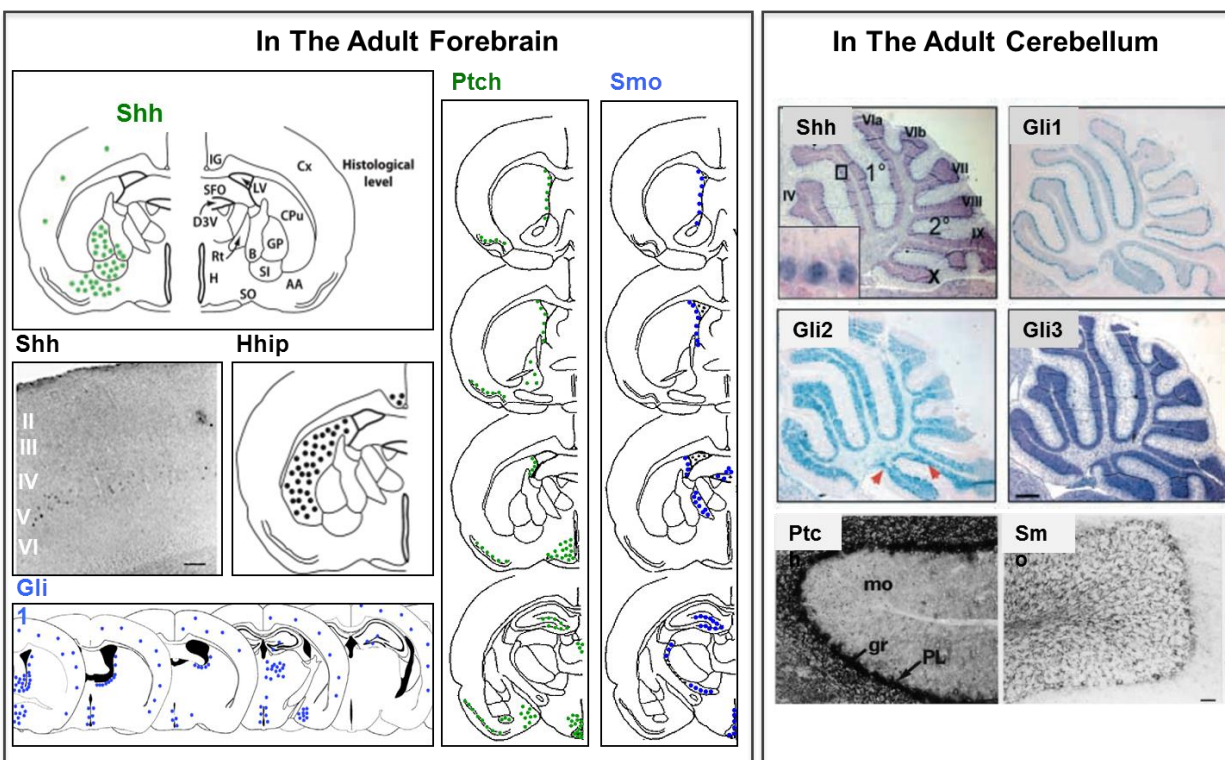 In The Adult Forebrain
Shh
IG
Cx
Histological
level
SFO
LV
D3V
CPu
Rt
B
GP
H
SI
AA
SO
Shh
II
III
IV
V
VI
Hhip
Gli
1
Ptch
Smo
In The Adult Cerebellum
Shh
VIa
VIb
1°
VII
IV
VIII
2°
IX
X
Gli1
Gli2
Gli3
Ptc
h
mo
gr
PL
Sm
o